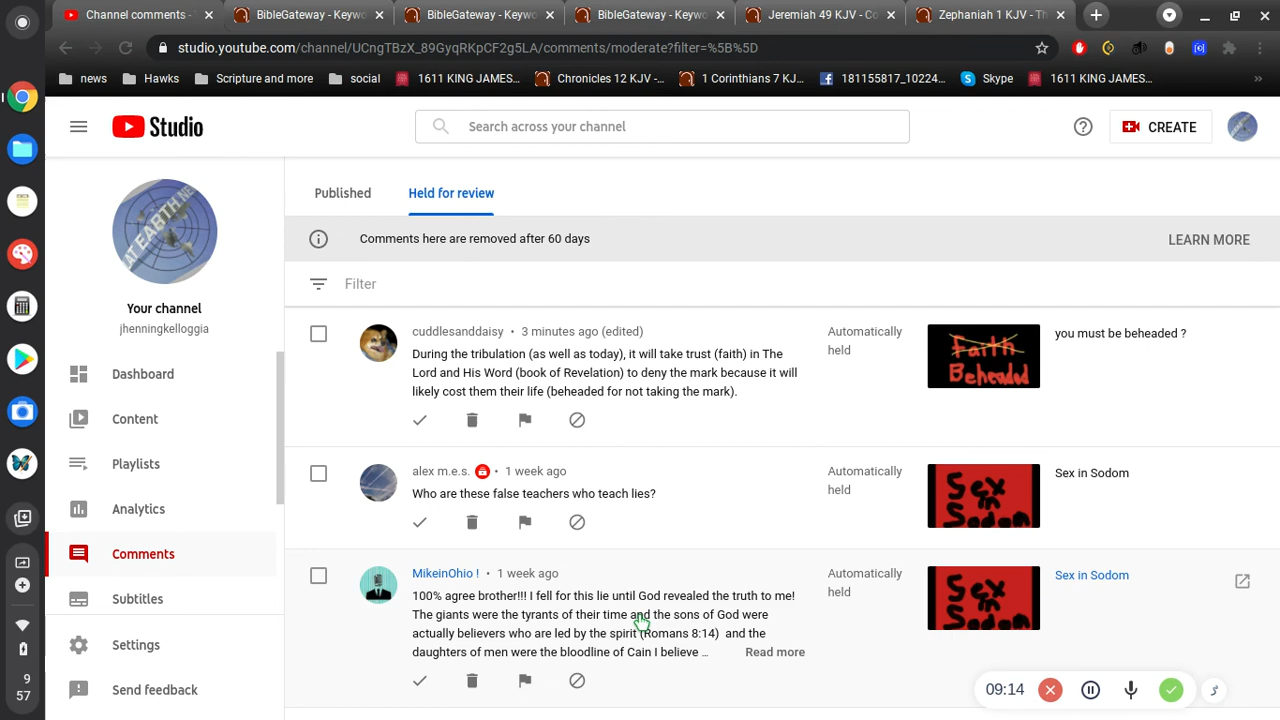 Channel comments -
BibleGateway - Keywo
BibleGateway - Keywo
BibleGateway - Keywo
Jeremiah 49 KJV - Co
Zephaniah 1 KJV - Th
studio.youtube.com/channel/UCngTBzX_89GyqRKpCF2g5LA/comments/moderate?filter=%5B%5D
news Hawks Scripture and more social 1611 KING JAMES... Chronicles 12 KJV -... 1 Corinthians 7 KJ... 181155817_10224... Skype 1611 KING JAMES... »
Studio
Search across your channel
CREATE
Published Held for review
Comments here are removed after 60 days LEARN MORE
Filter
Your channel
jhenningkelloggia
Dashboard
Content
Playlists
Analytics
Comments
Subtitles
Settings
Send feedback
cuddlesanddaisy • 3 minutes ago (edited)
During the tribulation (as well as today), it will take trust (faith) in The
Lord and His Word (book of Revelation) to deny the mark because it will
likely cost them their life (beheaded for not taking the mark).
Automatically
held
Faith
Beheaded
you must be beheaded ?
alex m.e.s. • 1 week ago
Who are these false teachers who teach lies?
Automatically
held
Sex in
Sodom
Sex in Sodom
MikeinOhio ! • 1 week ago
100% agree brother!!! I fell for this lie until God revealed the truth to me!
The giants were the tyrants of their time and the sons of God were
actually believers who are led by the spirit (Romans 8:14) and the
daughters of men were the bloodline of Cain I believe ... Read more
Automatically
held
Sex in
Sodom
Sex in Sodom
09:14
9
57